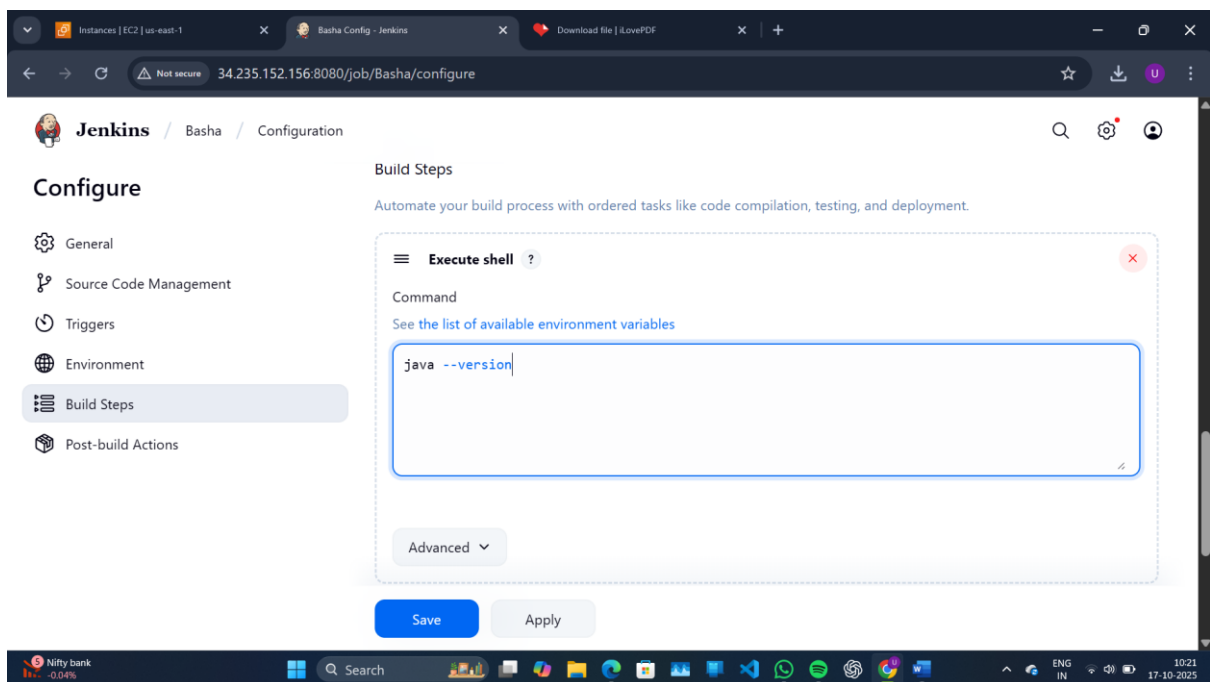 Instances | EC2 | us-east-1
Basha Config - Jenkins
Download file | iLovePDF
Not secure
34.235.152.156:8080/job/Basha/configure
U
Jenkins / Basha / Configuration
Configure
General
Source Code Management
Triggers
Environment
Build Steps
Post-build Actions
Build Steps
Automate your build process with ordered tasks like code compilation, testing, and deployment.
Execute shell ?
Command
See the list of available environment variables
java --version
Advanced
Save
Apply
5
Nifty bank
-0.04%
Search
ENG
IN
10:21
17-10-2025